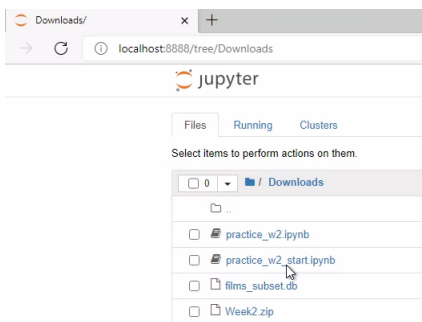 Downloads/
localhost:8888/tree/Downloads
jupyter
Files Running Clusters
Select items to perform actions on them.
0 / Downloads
..
practice_w2.ipynb
practice_w2_start.ipynb
films_subset.db
Week2.zip